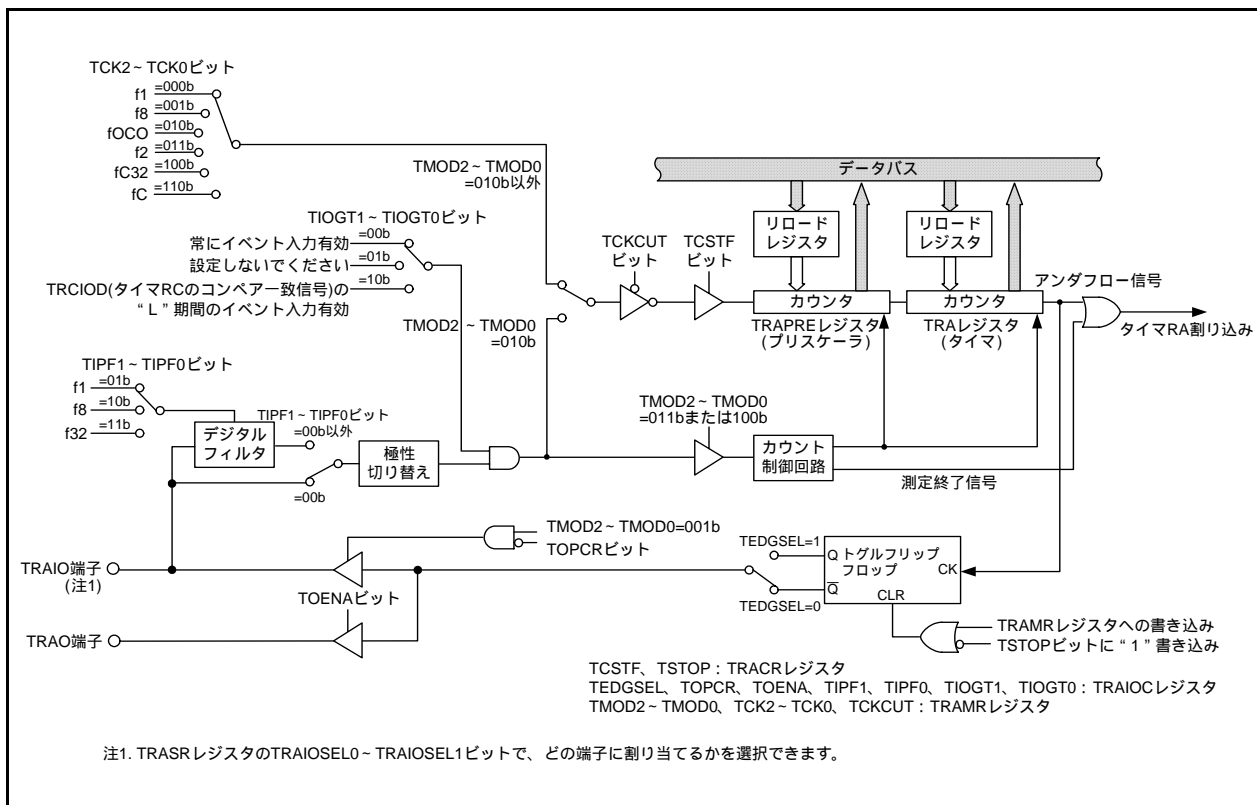 TCK2~TCK0ビット
f1 =000b
f8 =001b
fOCO =010b
f2 =011b
fC32 =100b
fC =110b
TMOD2~TMOD0
=010b以外
TIOGT1~TIOGT0ビット
常にイベント入力有効 =00b
設定しないでください =01b
TRCIOD(タイマRCのコンペア一致信号)の =10b
“L”期間のイベント入力有効
TMOD2~TMOD0
=010b
TCKCUT
ビット
TCSTF
ビット
データバス
リロード
レジスタ
リロード
レジスタ
カウンタ
TRAPREレジスタ
(プリスケーラ)
カウンタ
TRAレジスタ
(タイマ)
アンダフロー信号
タイマRA割り込み
TIPF1~TIPF0ビット
f1 =01b
f8 =10b
f32 =11b
デジタル
フィルタ
TIPF1~TIPF0ビット
=00b以外
=00b
極性
切り替え
TMOD2~TMOD0
=011bまたは100b
カウント
制御回路
測定終了信号
TMOD2~TMOD0=001b
TOPCRビット
TRAIO端子
(注1)
TOENAビット
TRAO端子
TEDGSEL=1
TEDGSEL=0
Q トグルフリップ
フロップ
CK
Q
CLR
TRAMRレジスタへの書き込み
TSTOPビットに“1”書き込み
TCSTF、TSTOP:TRACRレジスタ
TEDGSEL、TOPCR、TOENA、TIPF1、TIPF0、TIOGT1、TIOGT0:TRAIOCレジスタ
TMOD2~TMOD0、TCK2~TCK0、TCKCUT:TRAMRレジスタ
注1. TRASRレジスタのTRAIOSEL0~TRAIOSEL1ビットで、どの端子に割り当てるかを選択できます。